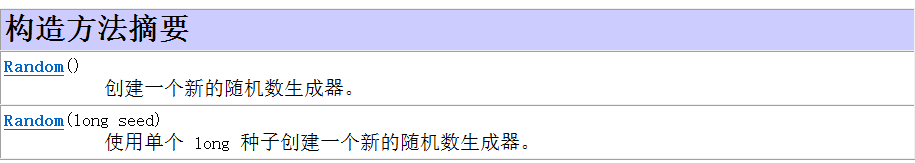 构造方法摘要
Random()
创建一个新的随机数生成器。
Random(long seed)
使用单个 long 种子创建一个新的随机数生成器。